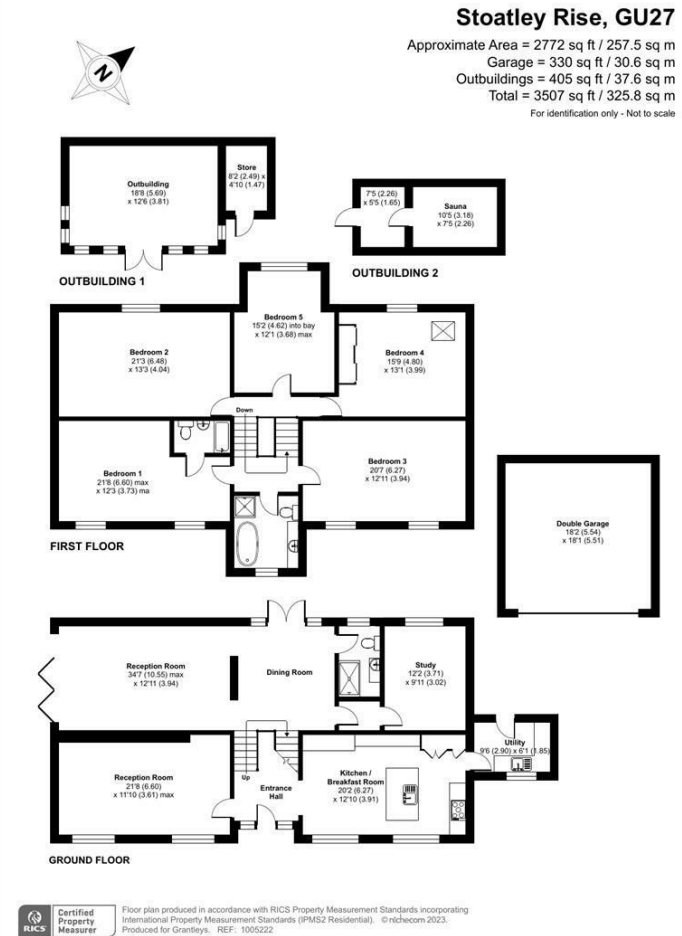 Stoatley Rise, GU27
Approximate Area = 2772 sq ft / 257.5 sq m
Garage = 330 sq ft / 30.6 sq m
Outbuildings = 405 sq ft / 37.6 sq m
Total = 3507 sq ft / 325.8 sq m
For identification only - Not to scale
N
Outbuilding
18'8 (5.69)
x 12'6 (3.81)
Store
8'2 (2.49) x
4'10 (1.47)
OUTBUILDING 1
7'5 (2.26)
x 5'5 (1.65)
Sauna
10'5 (3.18)
x 7'5 (2.26)
OUTBUILDING 2
Bedroom 2
21'3 (6.48)
x 13'3 (4.04)
Bedroom 5
15'2 (4.62) into bay
x 12'1 (3.68) max
Bedroom 4
15'9 (4.80)
x 13'1 (3.99)
Down
Bedroom 1
21'8 (6.60) max
x 12'3 (3.73) ma
Bedroom 3
20'7 (6.27)
x 12'11 (3.94)
FIRST FLOOR
Double Garage
18'2 (5.54)
x 18'1 (5.51)
Reception Room
34'7 (10.55) max
x 12'11 (3.94)
Dining Room
Study
12'2 (3.71)
x 9'11 (3.02)
Utility
9'6 (2.90) x 6'1 (1.85)
Reception Room
21'8 (6.60)
x 11'10 (3.61) max
Up
Entrance
Hall
Kitchen /
Breakfast Room
20'2 (6.27)
x 12'10 (3.91)
GROUND FLOOR
RICS
Certified
Property
Measurer
Floor plan produced in accordance with RICS Property Measurement Standards incorporating
International Property Measurement Standards (IPMS2 Residential). © nlchecom 2023.
Produced for Grantleys. REF: 1005222